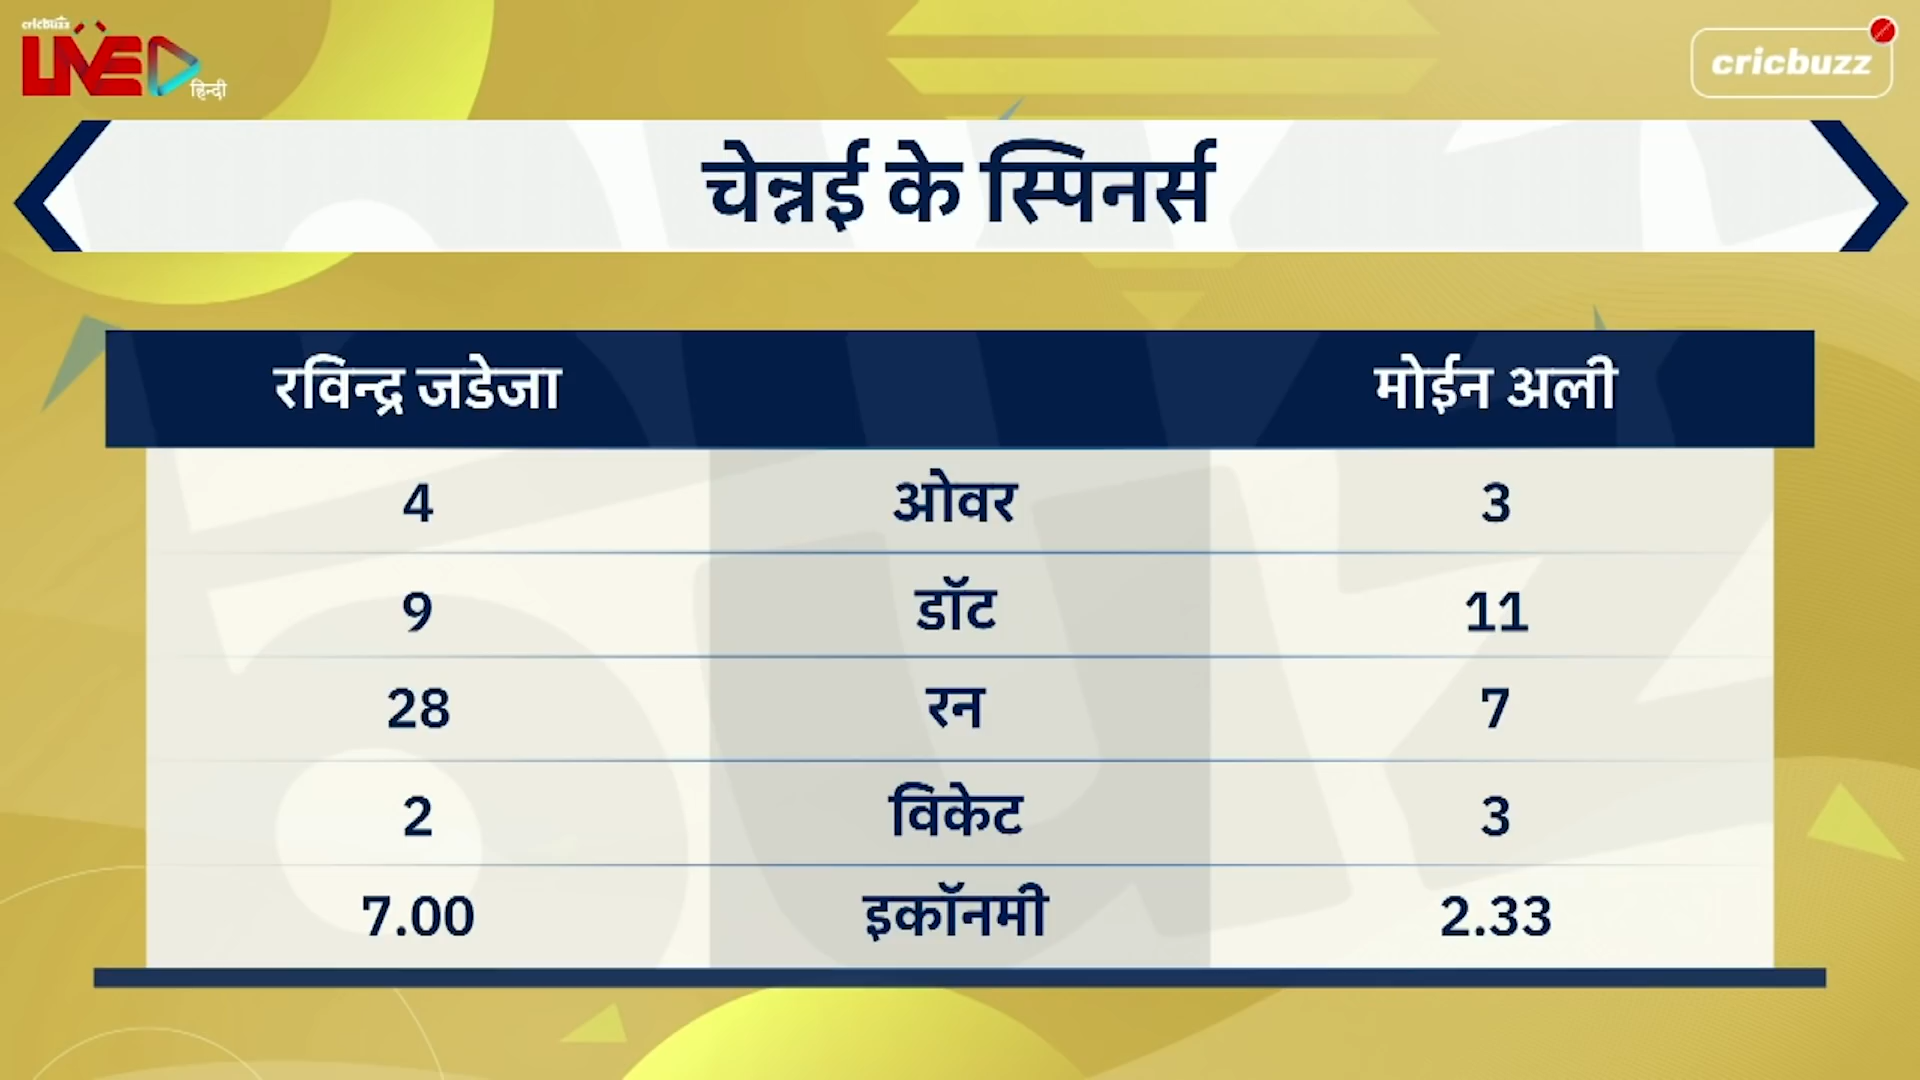 cricbuzz
LIVE
हिन्दी
cricbuzz
चेन्नई के स्पिनर्स
रविन्द्र जडेजा मोईन अली
4 ओवर 3
9 डॉट 11
28 रन 7
2 विकेट 3
7.00 इकॉनमी 2.33